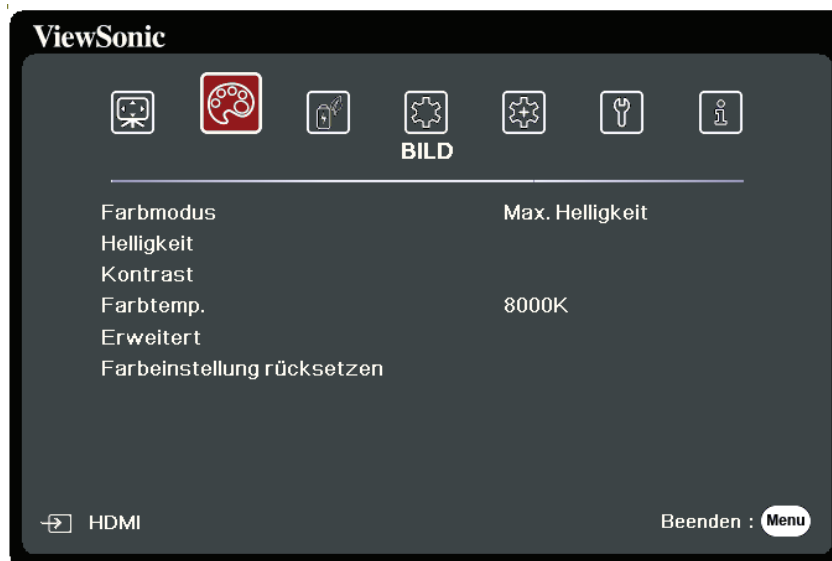 ViewSonic
BILD
Farbmodus Max. Helligkeit
Helligkeit
Kontrast
Farbtemp. 8000K
Erweitert
Farbeinstellung rücksetzen
HDMI Beenden : Menu